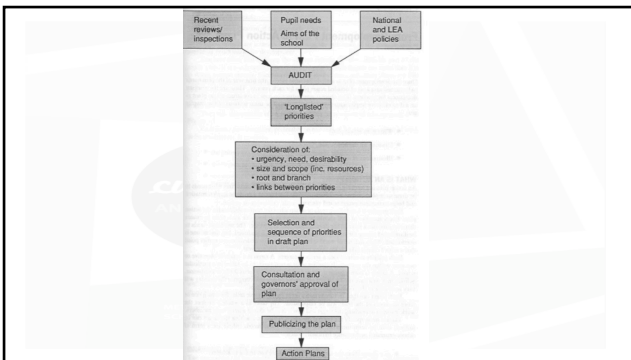 Recent
reviews/
inspections
Pupil needs
Aims of the
school
National
and LEA
policies
AUDIT
'Longlisted'
priorities
Consideration of:
• urgency, need, desirability
• size and scope (inc. resources)
• root and branch
• links between priorities
Selection and
sequence of priorities
in draft plan
Consultation and
governors' approval of
plan
Publicizing the plan
Action Plans